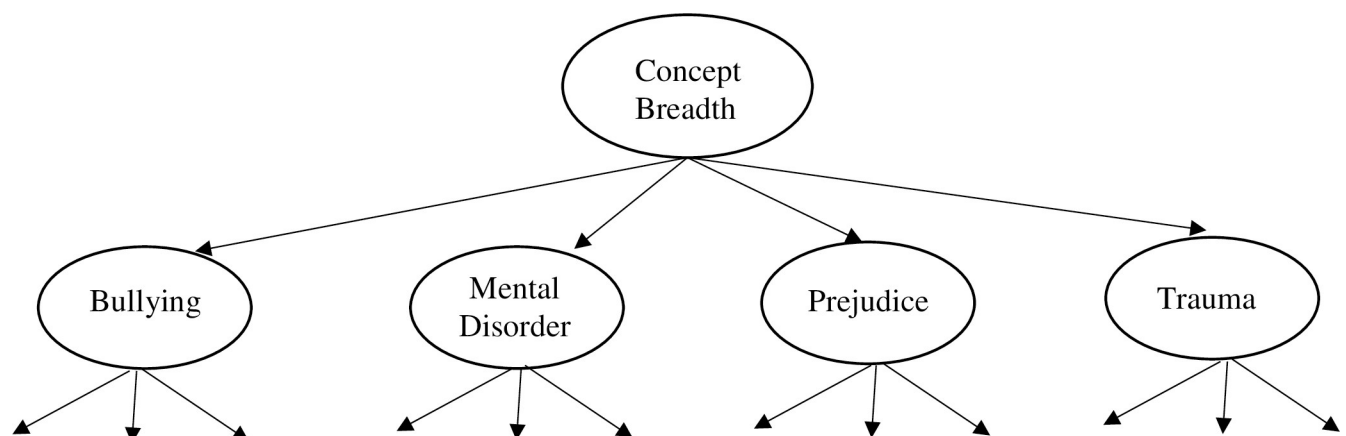 Concept
Breadth
Bullying
Mental
Disorder
Prejudice
Trauma